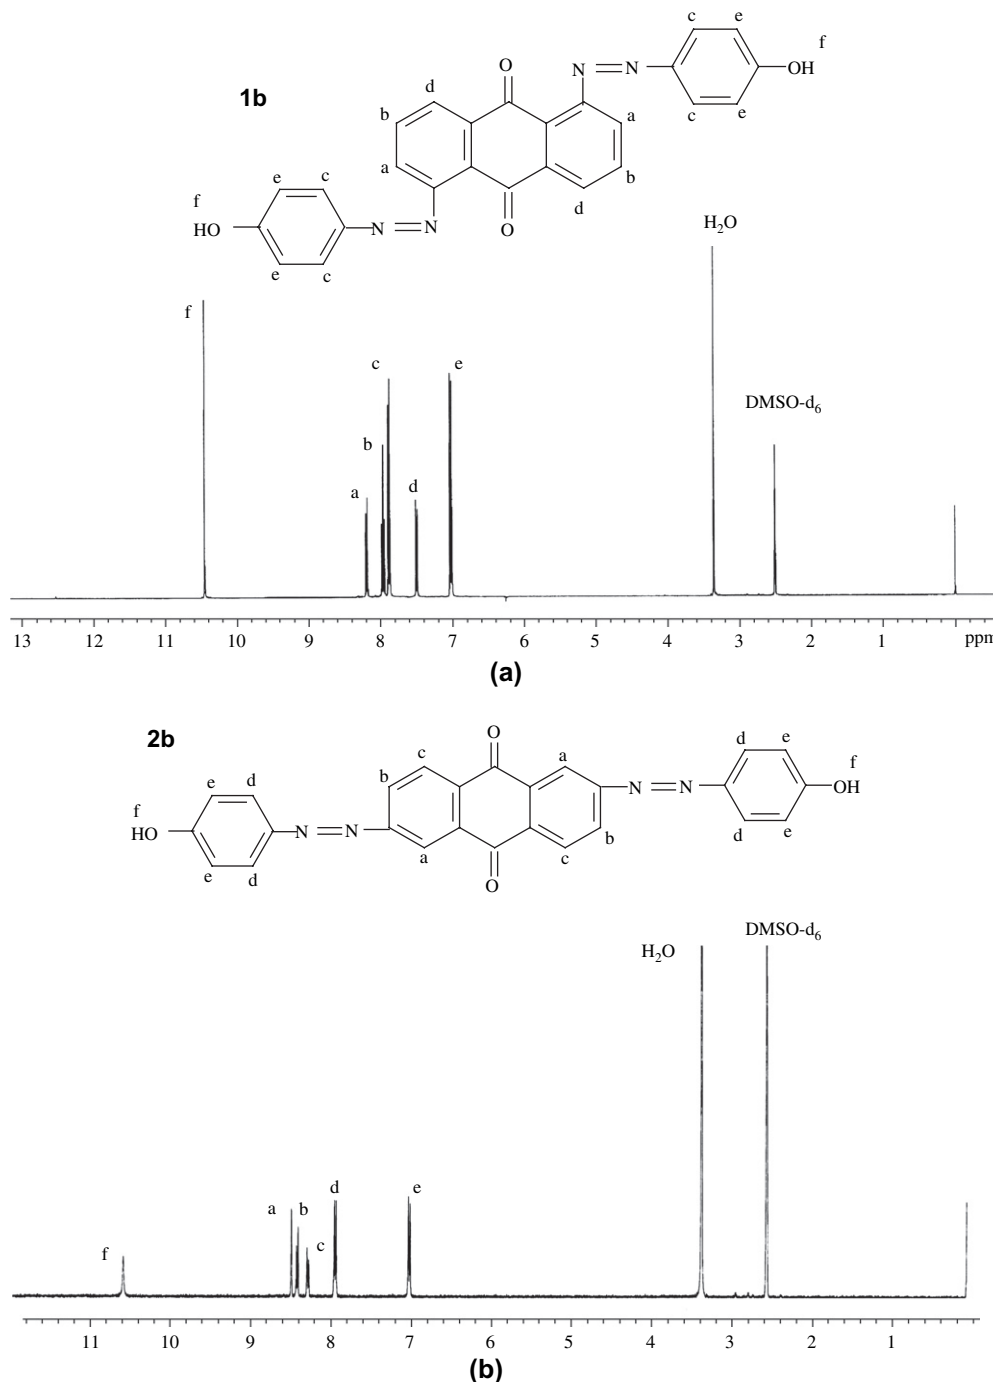 c e
f
O N N OH
1b d
b a c e
a b
e c O d
f
HO N N
e c
H2O
f
c e
DMSO-d6
b
a d
13 12 11 10 9 8 7 6 5 4 3 2 1 ppm
(a)
2b
O d e
c a f
e d b N N OH
f
HO N N b d e
e d a c
O
DMSO-d6
H2O
d e
a b
f c
11 10 9 8 7 6 5 4 3 2 1
(b)